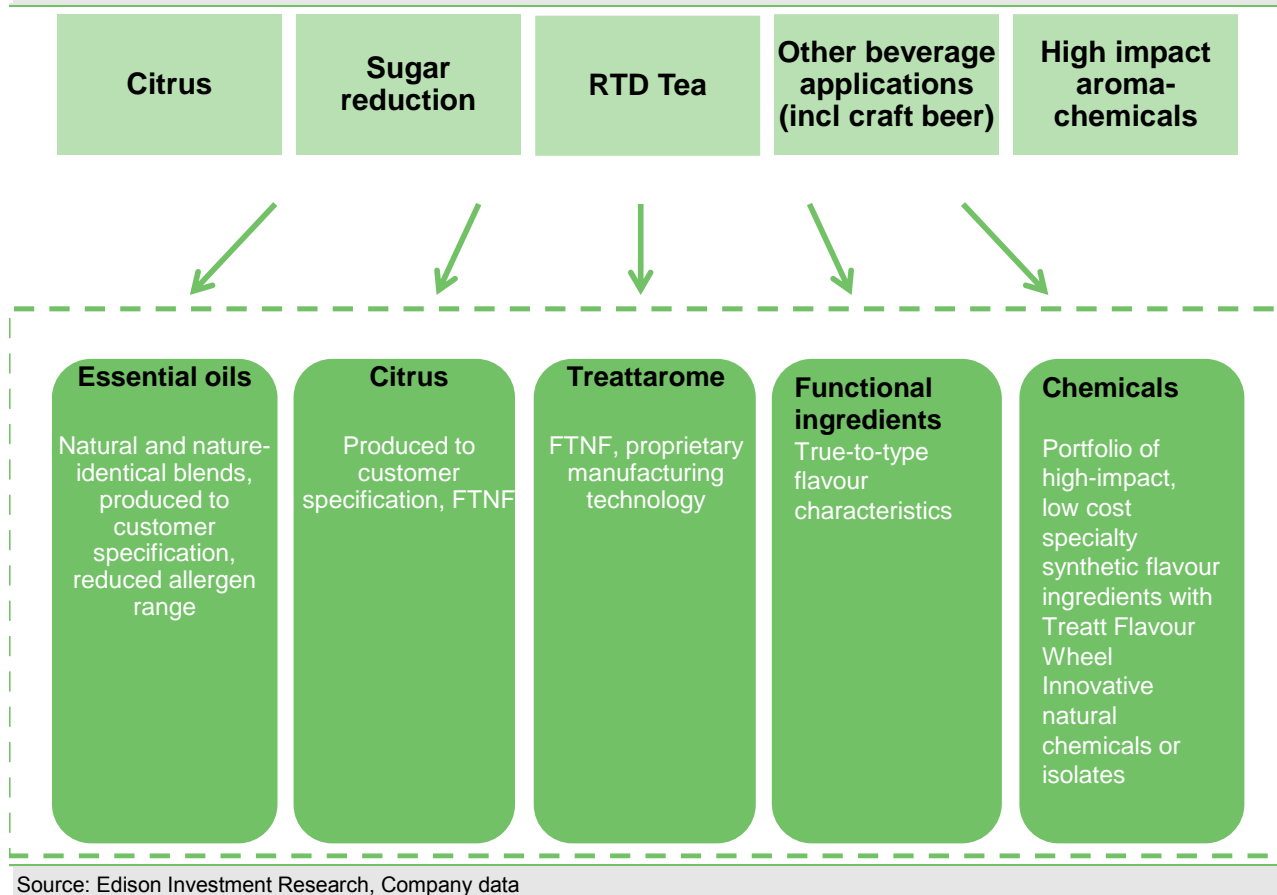 Citrus
Sugar
reduction
RTD Tea
Other beverage
applications
(incl craft beer)
High impact
aroma-
chemicals
Essential oils
Natural and nature-
identical blends,
produced to
customer
specification,
reduced allergen
range
Citrus
Produced to
customer
specification, FTNF
Treattarome
FTNF, proprietary
manufacturing
technology
Functional
ingredients
True-to-type
flavour
characteristics
Chemicals
Portfolio of
high-impact,
low cost
specialty
synthetic flavour
ingredients with
Treatt Flavour
Wheel
Innovative
natural
chemicals or
isolates
Source: Edison Investment Research, Company data